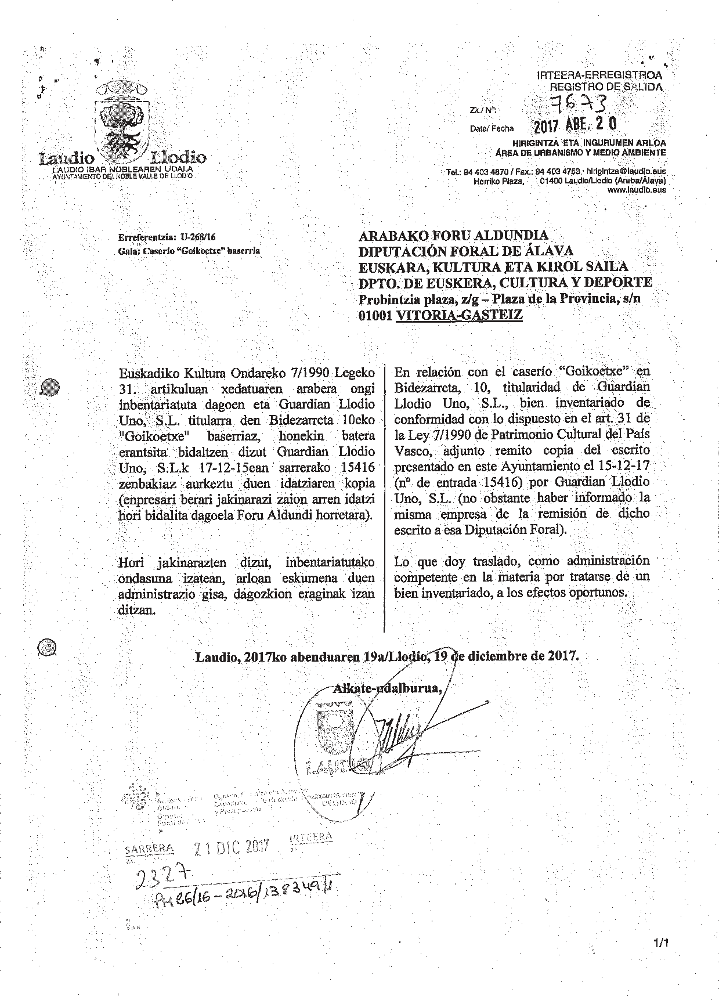 IRTEERA-ERREGISTROA
REGISTRO DE SALIDA
Zk./ Nº: 7673
Data/ Fecha 2017 ABE. 20
HIRIGINTZA ETA INGURUMEN ARLOA
ÁREA DE URBANISMO Y MEDIO AMBIENTE
Laudio Llodio
LAUDIO IBAR NOBLEAREN UDALA
AYUNTAMIENTO DEL NOBLE VALLE DE LLODIO
Tel.: 94 403 4870 / Fax.: 94 403 4753 · hirigintza@laudio.eus
Herriko Plaza, 01400 Laudio/Llodio (Araba/Álava)
www.laudio.eus
Erreferentzia: U-268/16
Gaia: Caserío “Goikoetxe” baserria
ARABAKO FORU ALDUNDIA
DIPUTACIÓN FORAL DE ÁLAVA
EUSKARA, KULTURA ETA KIROL SAILA
DPTO. DE EUSKERA, CULTURA Y DEPORTE
Probintzia plaza, z/g – Plaza de la Provincia, s/n
01001 VITORIA-GASTEIZ
Euskadiko Kultura Ondareko 7/1990 Legeko
31. artikuluan xedatuaren arabera ongi
inbentariatuta dagoen eta Guardian Llodio
Uno, S.L. titularra den Bidezarreta 10eko
"Goikoetxe" baserriaz, honekin batera
erantsita bidaltzen dizut Guardian Llodio
Uno, S.L.k 17-12-15ean sarrerako 15416
zenbakiaz aurkeztu duen idatziaren kopia
(enpresari berari jakinarazi zaion arren idatzi
hori bidalita dagoela Foru Aldundi horretara).
Hori jakinarazten dizut, inbentariatutako
ondasuna izatean, arloan eskumena duen
administrazio gisa, dagozkion eraginak izan
ditzan.
En relación con el caserío “Goikoetxe” en
Bidezarreta, 10, titularidad de Guardian
Llodio Uno, S.L., bien inventariado de
conformidad con lo dispuesto en el art. 31 de
la Ley 7/1990 de Patrimonio Cultural del País
Vasco, adjunto remito copia del escrito
presentado en este Ayuntamiento el 15-12-17
(nº de entrada 15416) por Guardian Llodio
Uno, S.L. (no obstante haber informado la
misma empresa de la remisión de dicho
escrito a esa Diputación Foral).
Lo que doy traslado, como administración
competente en la materia por tratarse de un
bien inventariado, a los efectos oportunos.
Laudio, 2017ko abenduaren 19a/Llodio, 19 de diciembre de 2017.
Alkate-udalburua,
LAUDIO
SARRERA 21 DIC 2017 IRTEERA
2327
PH 86/16 - 2016/138349/1
1/1